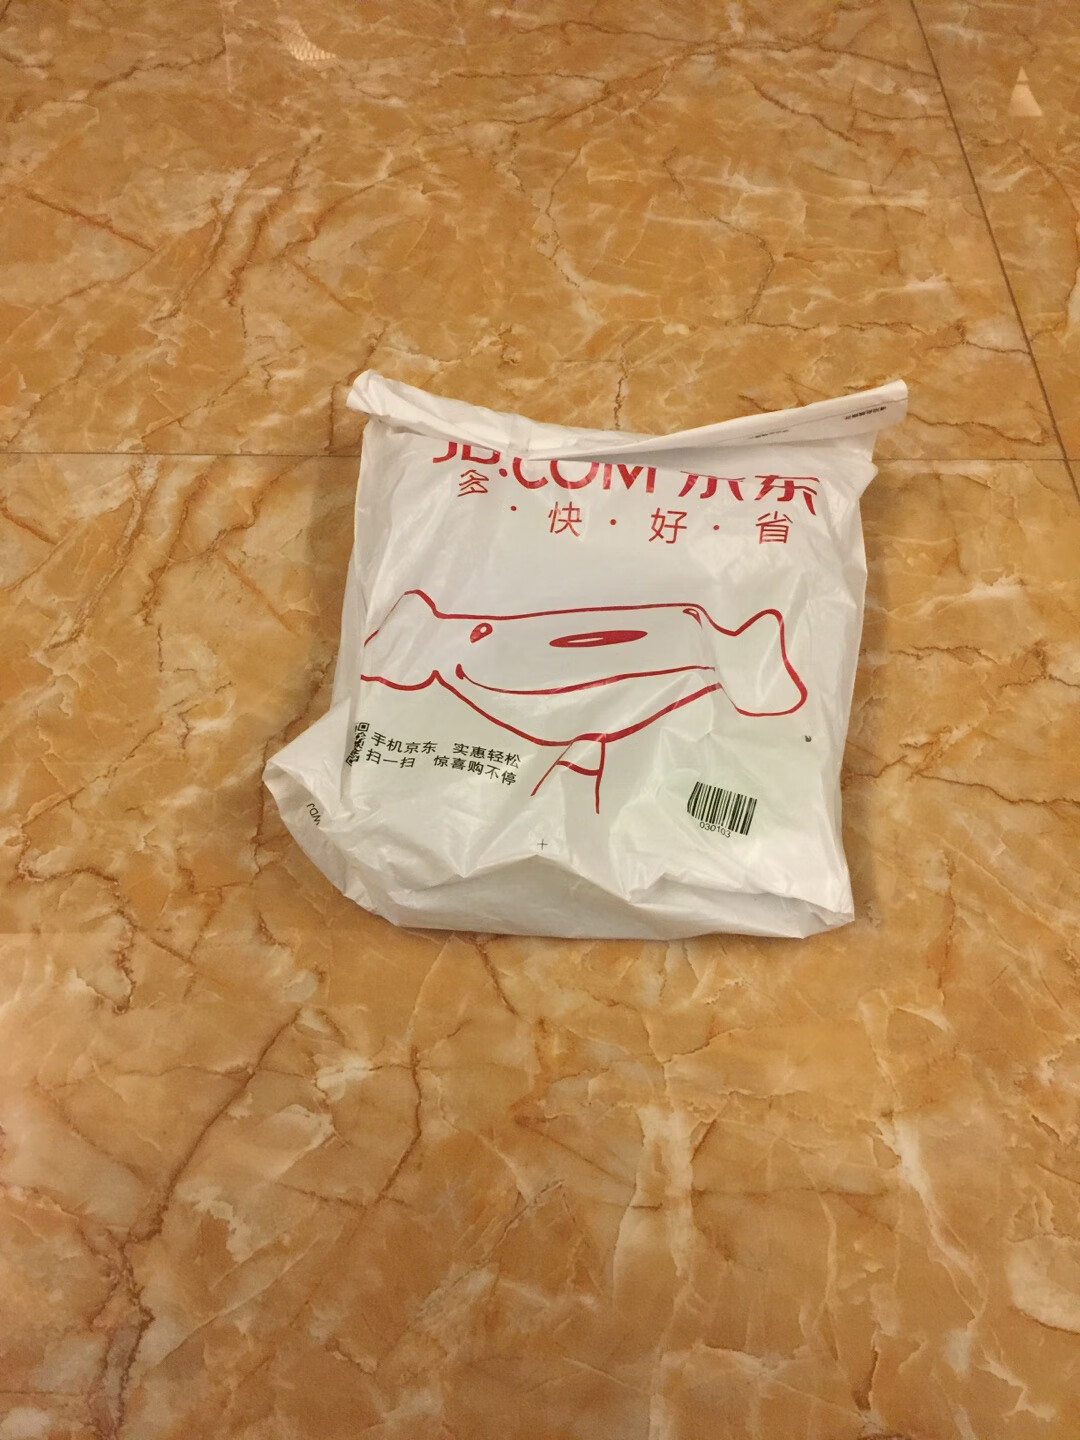 JD.COM 京东
多·快·好·省
手机京东 实惠轻松
扫一扫 惊喜购不停
030103